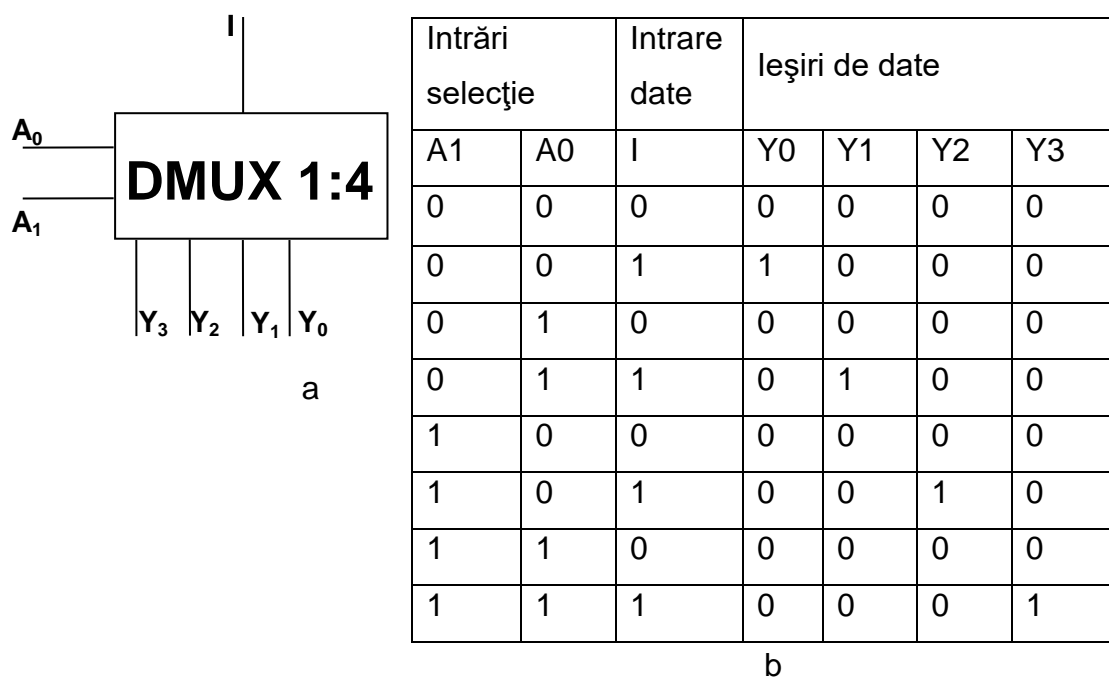 I
A₀
DMUX 1:4
A₁
Y₃ Y₂ Y₁ Y₀
a
Intrări selecţie Intrare date Ieşiri de date
A1 A0 I Y0 Y1 Y2 Y3
0 0 0 0 0 0 0
0 0 1 1 0 0 0
0 1 0 0 0 0 0
0 1 1 0 1 0 0
1 0 0 0 0 0 0
1 0 1 0 0 1 0
1 1 0 0 0 0 0
1 1 1 0 0 0 1
b